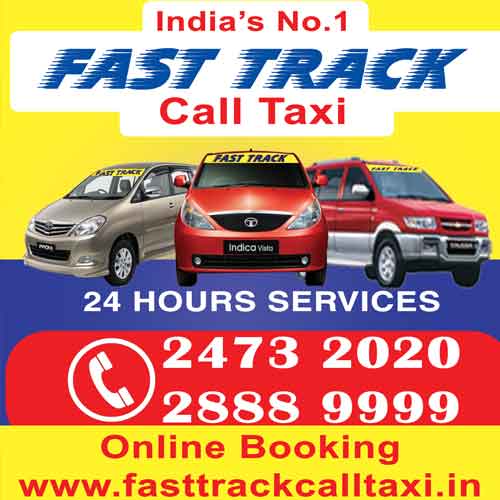 India's No.1
FAST TRACK
Call Taxi
FAST TRACK
FAST TRACK
FAST TRACK
Indica Vista
24 HOURS SERVICES
2473 2020
2888 9999
Online Booking
www.fasttrackcalltaxi.in